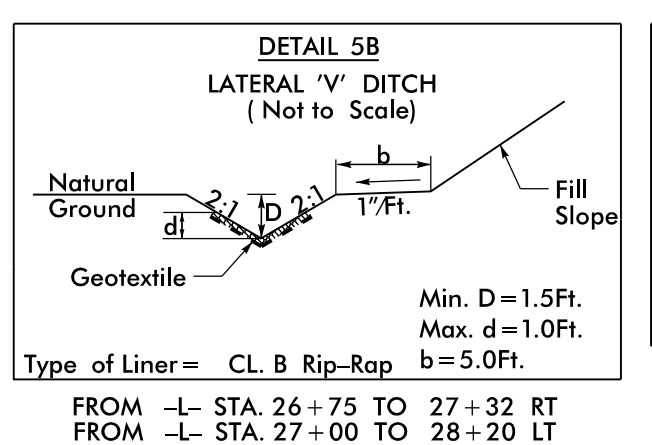 DETAIL 5B
LATERAL 'V' DITCH
( Not to Scale)
b
Natural
Ground
2:1
D
2:1
1"/Ft.
d
Fill
Slope
Geotextile
Min. D=1.5Ft.
Max. d=1.0Ft.
Type of Liner= CL. B Rip-Rap
b=5.0Ft.
FROM -L- STA. 26+75 TO 27+32 RT
FROM -L- STA. 27+00 TO 28+20 LT